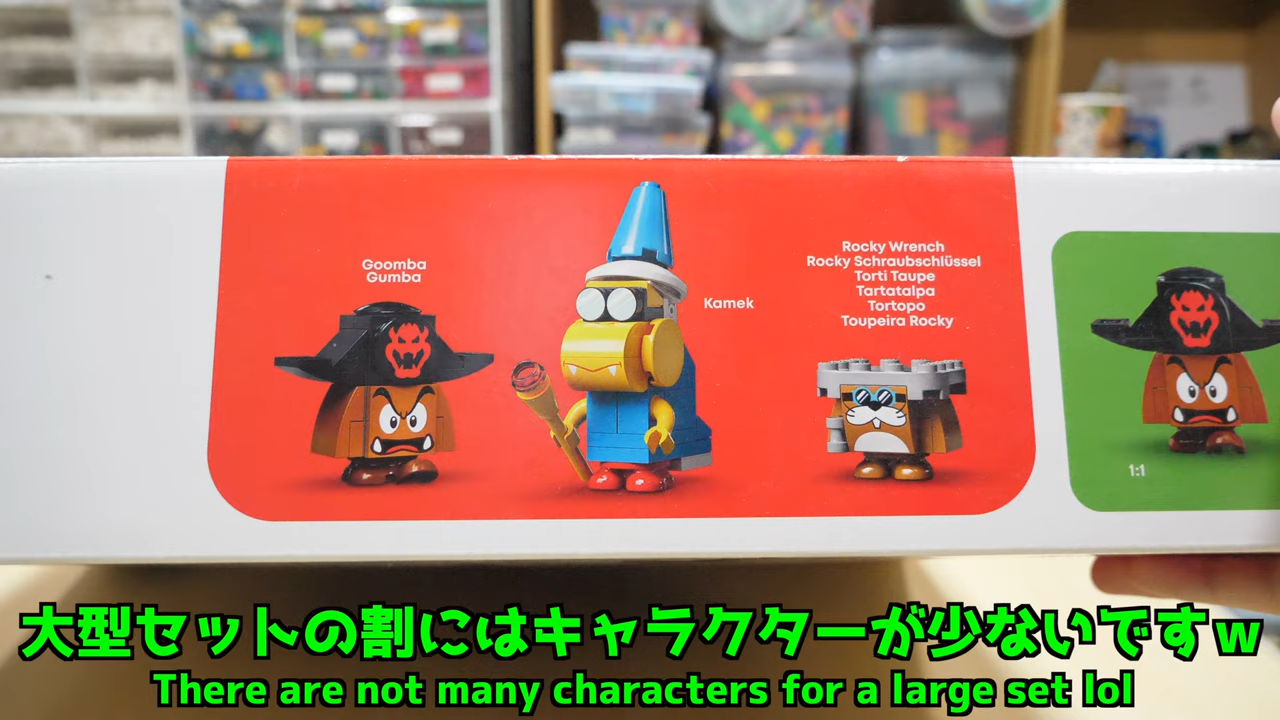 Goomba
Gumba
Kamek
Rocky Wrench
Rocky Schraubschlüssel
Torti Taupe
Tartatalpa
Tortopo
Toupeira Rocky
1:1
大型セットの割にはキャラクターが少ないですｗ
There are not many characters for a large set lol